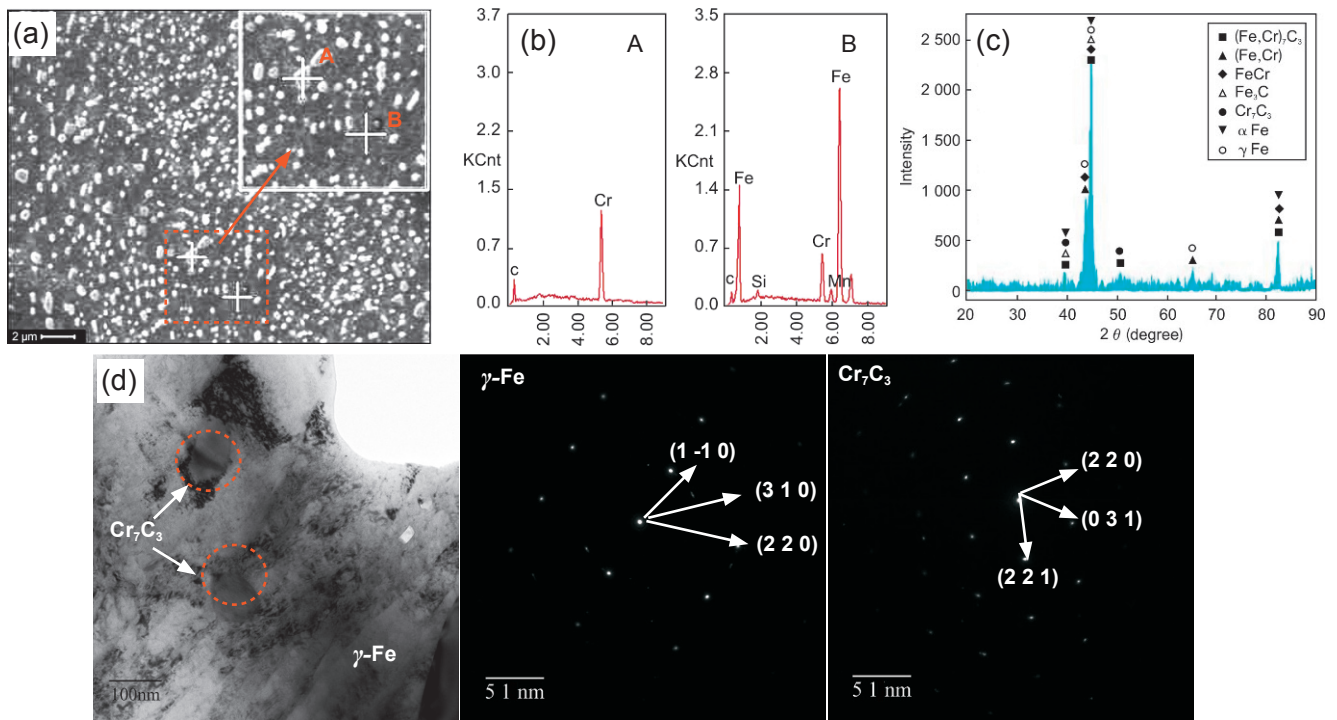 (a)
A
B
2 μm
(b)
A
3.7
3.0
2.2
KCnt
1.5
0.7
0.0
c
Cr
2.00
4.00
6.00
8.00
B
3.5
2.8
2.1
KCnt
1.4
0.7
0.0
Fe
Fe
c
Si
Cr
Mn
2.00
4.00
6.00
8.00
(c)
2 500
2 000
1 500
1 000
500
0
Intensity
20 30 40 50 60 70 80 90
2 θ (degree)
(Fe,Cr)₇C₃
(Fe,Cr)
FeCr
Fe₃C
Cr₇C₃
α Fe
γ Fe
(d)
Cr₇C₃
γ-Fe
100nm
γ-Fe
(1 -1 0)
(3 1 0)
(2 2 0)
5 1 nm
Cr₇C₃
(2 2 0)
(0 3 1)
(2 2 1)
5 1 nm